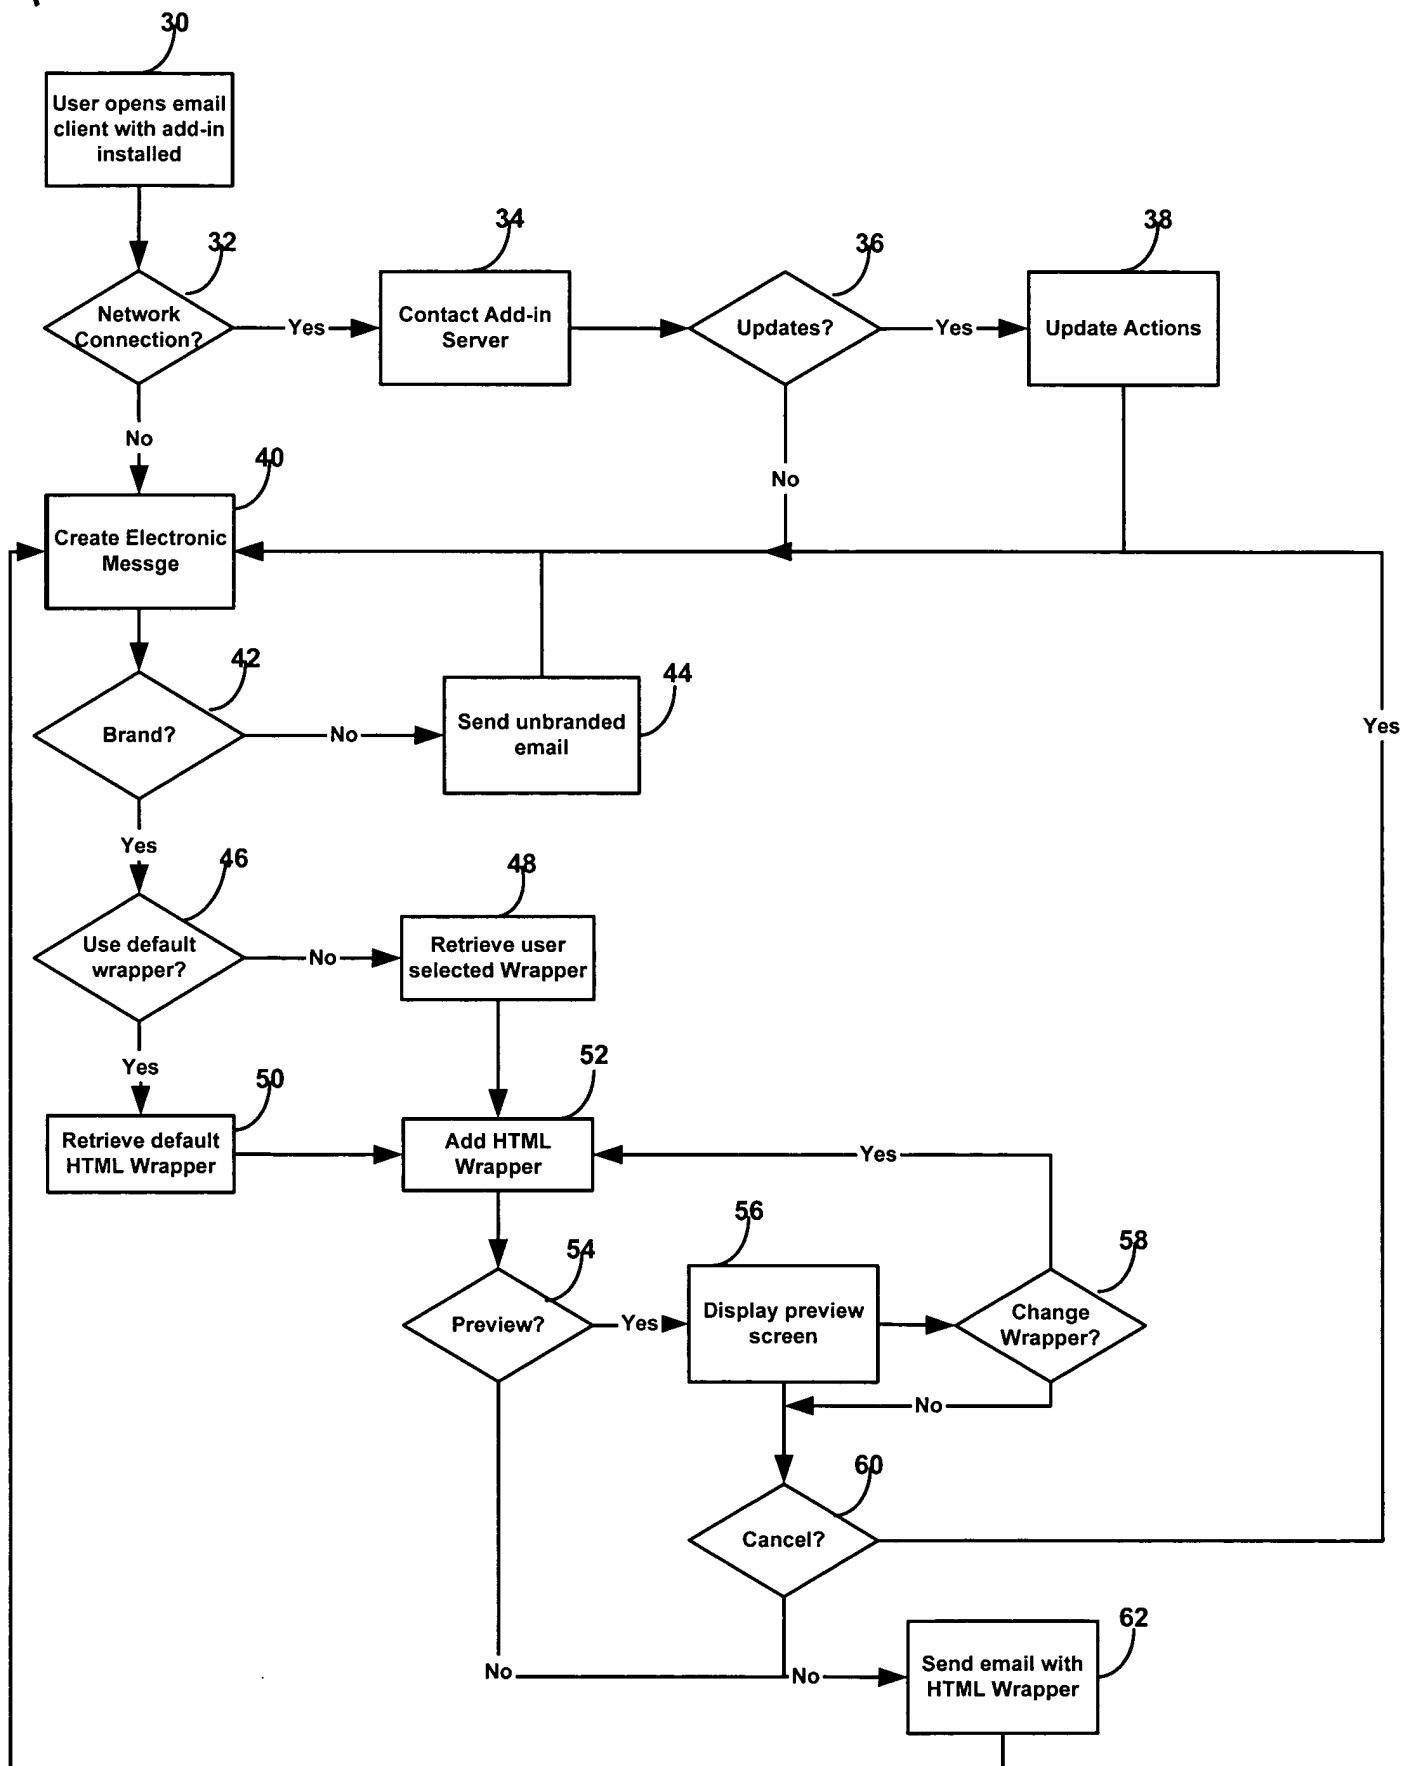 30
User opens email
client with add-in
installed
32
Network
Connection?
Yes
34
Contact Add-in
Server
36
Updates?
Yes
38
Update Actions
No
No
40
Create Electronic
Messge
42
Brand?
No
44
Send unbranded
email
Yes
Yes
46
Use default
wrapper?
No
48
Retrieve user
selected Wrapper
Yes
50
Retrieve default
HTML Wrapper
52
Add HTML
Wrapper
Yes
54
Preview?
Yes
56
Display preview
screen
58
Change
Wrapper?
No
60
Cancel?
No
No
62
Send email with
HTML Wrapper